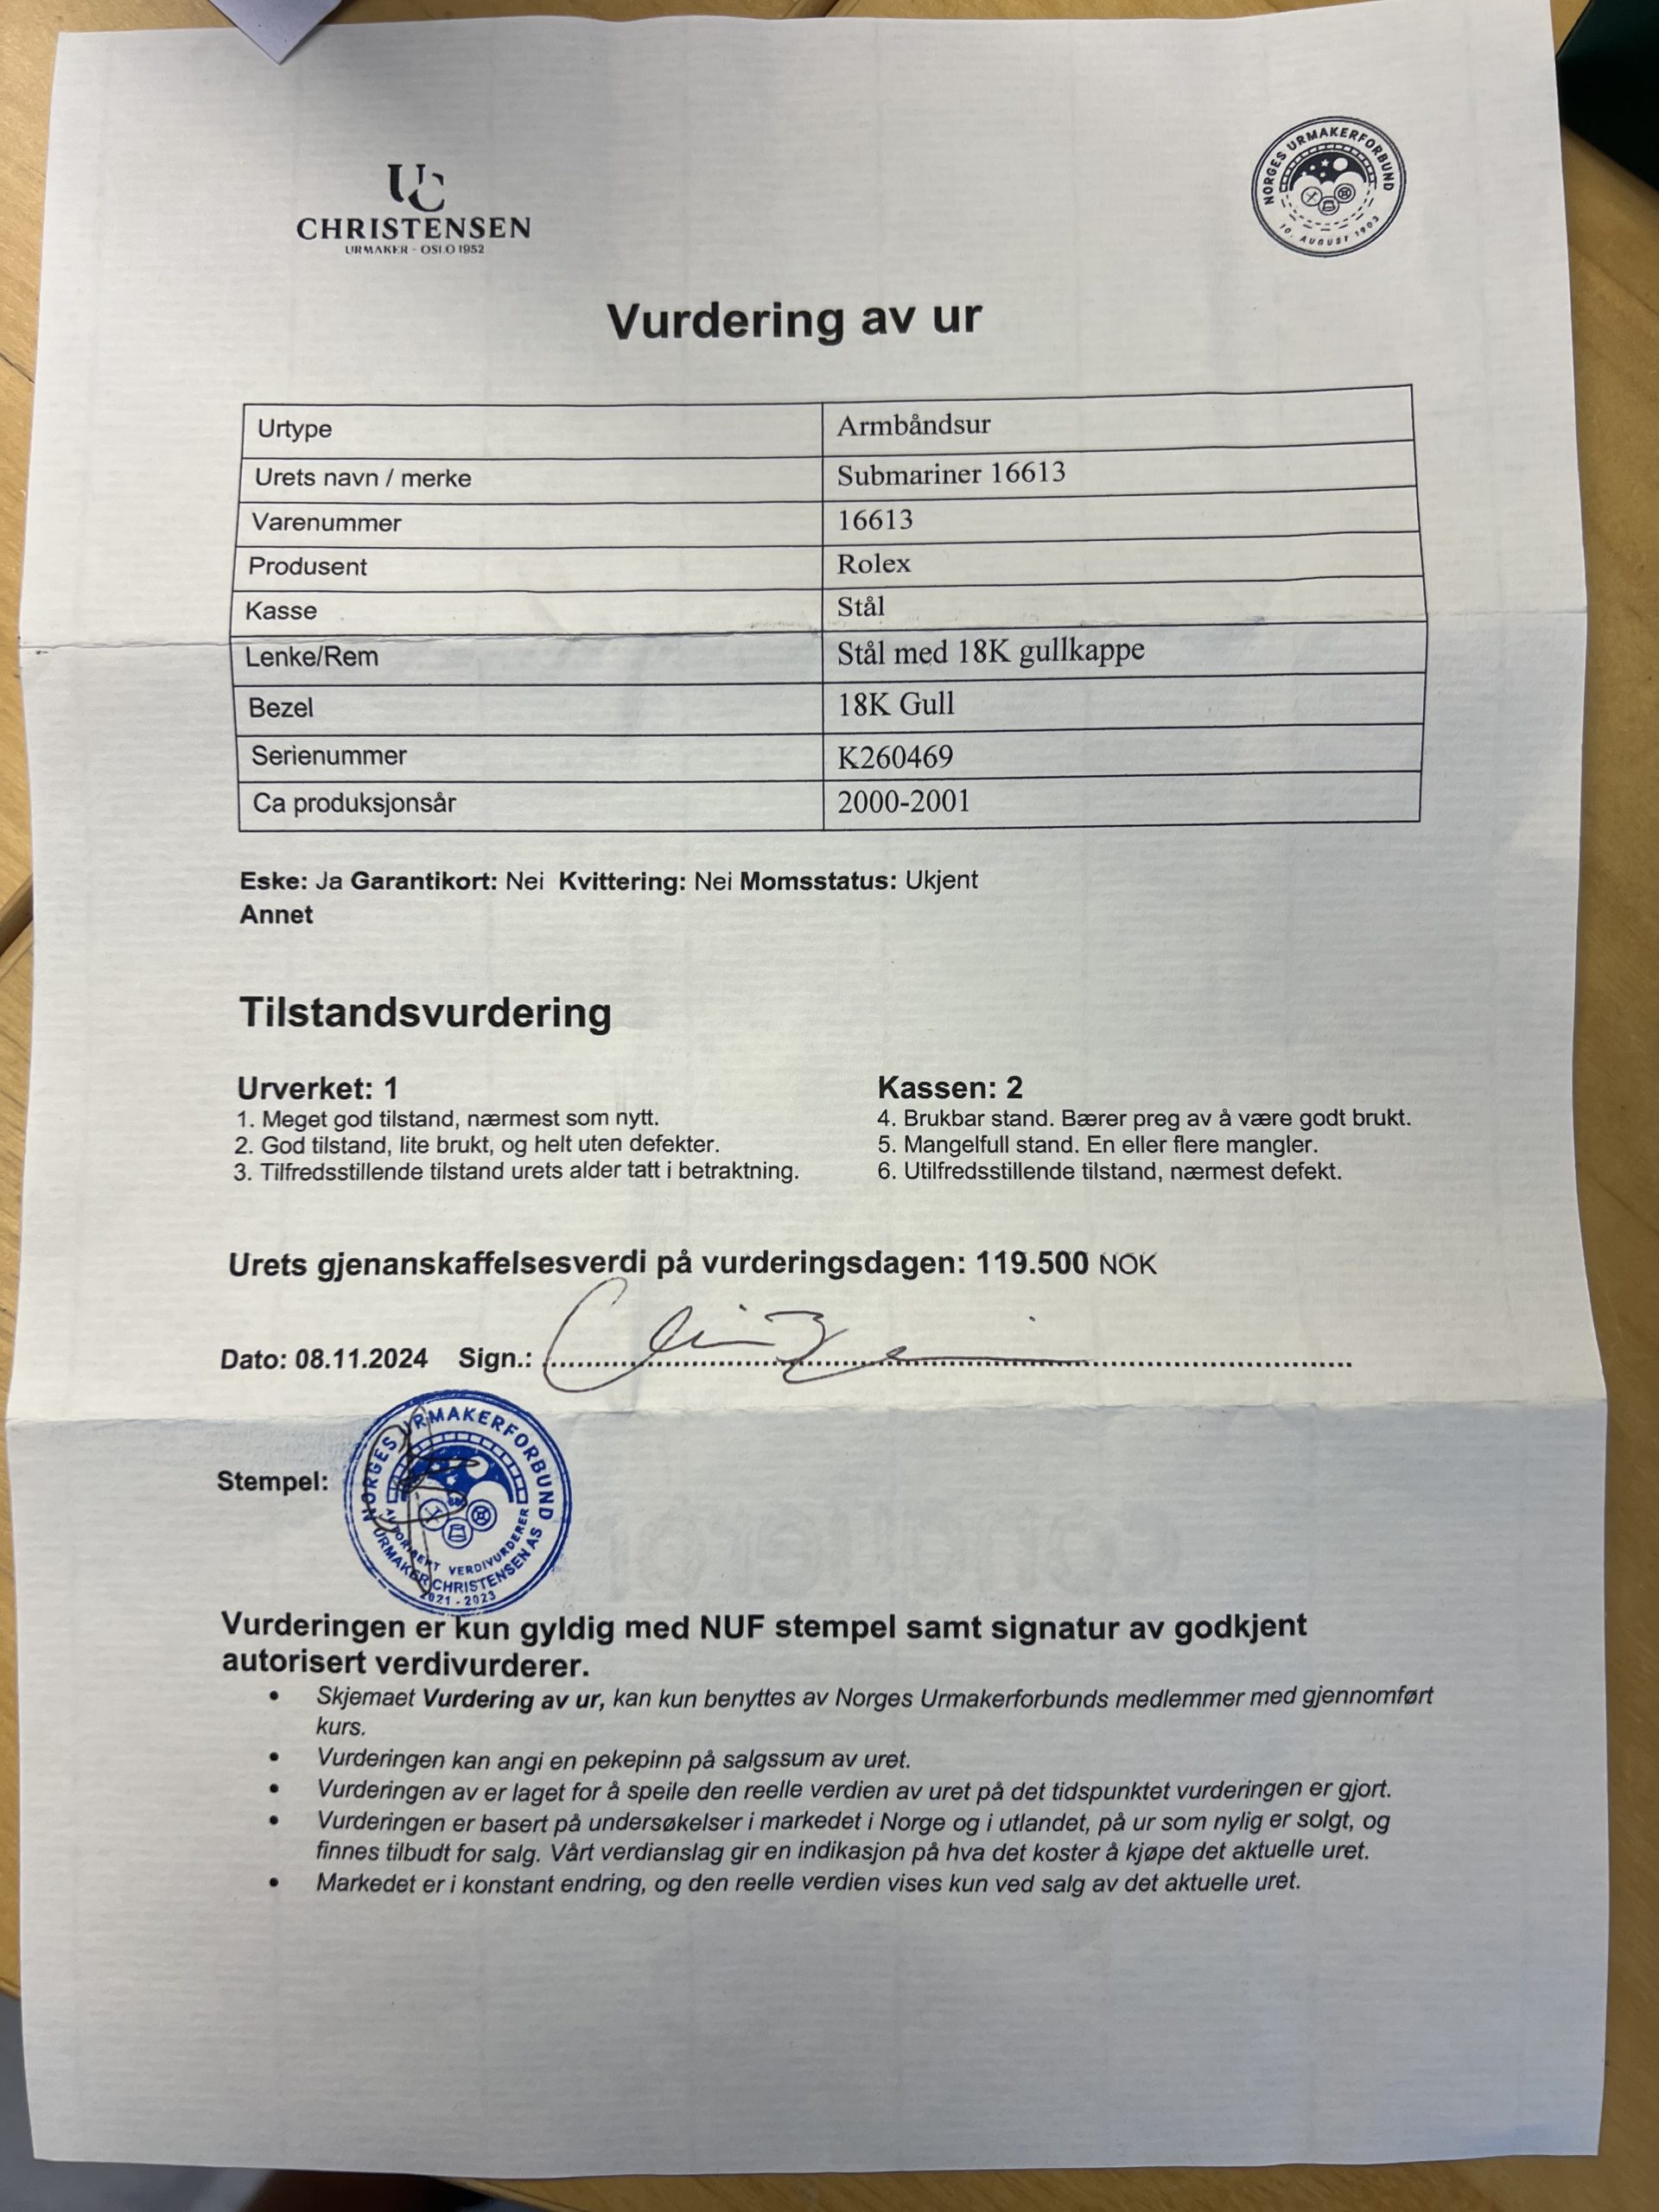 UC
CHRISTENSEN
URMAKER - OSLO 1952
NORGES URMAKERFORBUND
10. AUGUST 1903
Vurdering av ur
Urtype Armbåndsur
Urets navn / merke Submariner 16613
Varenummer 16613
Produsent Rolex
Kasse Stål
Lenke/Rem Stål med 18K gullkappe
Bezel 18K Gull
Serienummer K260469
Ca produksjonsår 2000-2001
Eske: Ja Garantikort: Nei Kvittering: Nei Momsstatus: Ukjent
Annet
Tilstandsvurdering
Urverket: 1
1. Meget god tilstand, nærmest som nytt.
2. God tilstand, lite brukt, og helt uten defekter.
3. Tilfredsstillende tilstand urets alder tatt i betraktning.
Kassen: 2
4. Brukbar stand. Bærer preg av å være godt brukt.
5. Mangelfull stand. En eller flere mangler.
6. Utilfredsstillende tilstand, nærmest defekt.
Urets gjenanskaffelsesverdi på vurderingsdagen: 119.500 NOK
Dato: 08.11.2024 Sign.:
Stempel:
NORGES URMAKERFORBUND
AUTORISERT VERDIVURDERER
URMAKER CHRISTENSEN AS
2021 - 2023
Vurderingen er kun gyldig med NUF stempel samt signatur av godkjent
autorisert verdivurderer.
• Skjemaet Vurdering av ur, kan kun benyttes av Norges Urmakerforbunds medlemmer med gjennomført
kurs.
• Vurderingen kan angi en pekepinn på salgssum av uret.
• Vurderingen av er laget for å speile den reelle verdien av uret på det tidspunktet vurderingen er gjort.
• Vurderingen er basert på undersøkelser i markedet i Norge og i utlandet, på ur som nylig er solgt, og
finnes tilbudt for salg. Vårt verdianslag gir en indikasjon på hva det koster å kjøpe det aktuelle uret.
• Markedet er i konstant endring, og den reelle verdien vises kun ved salg av det aktuelle uret.